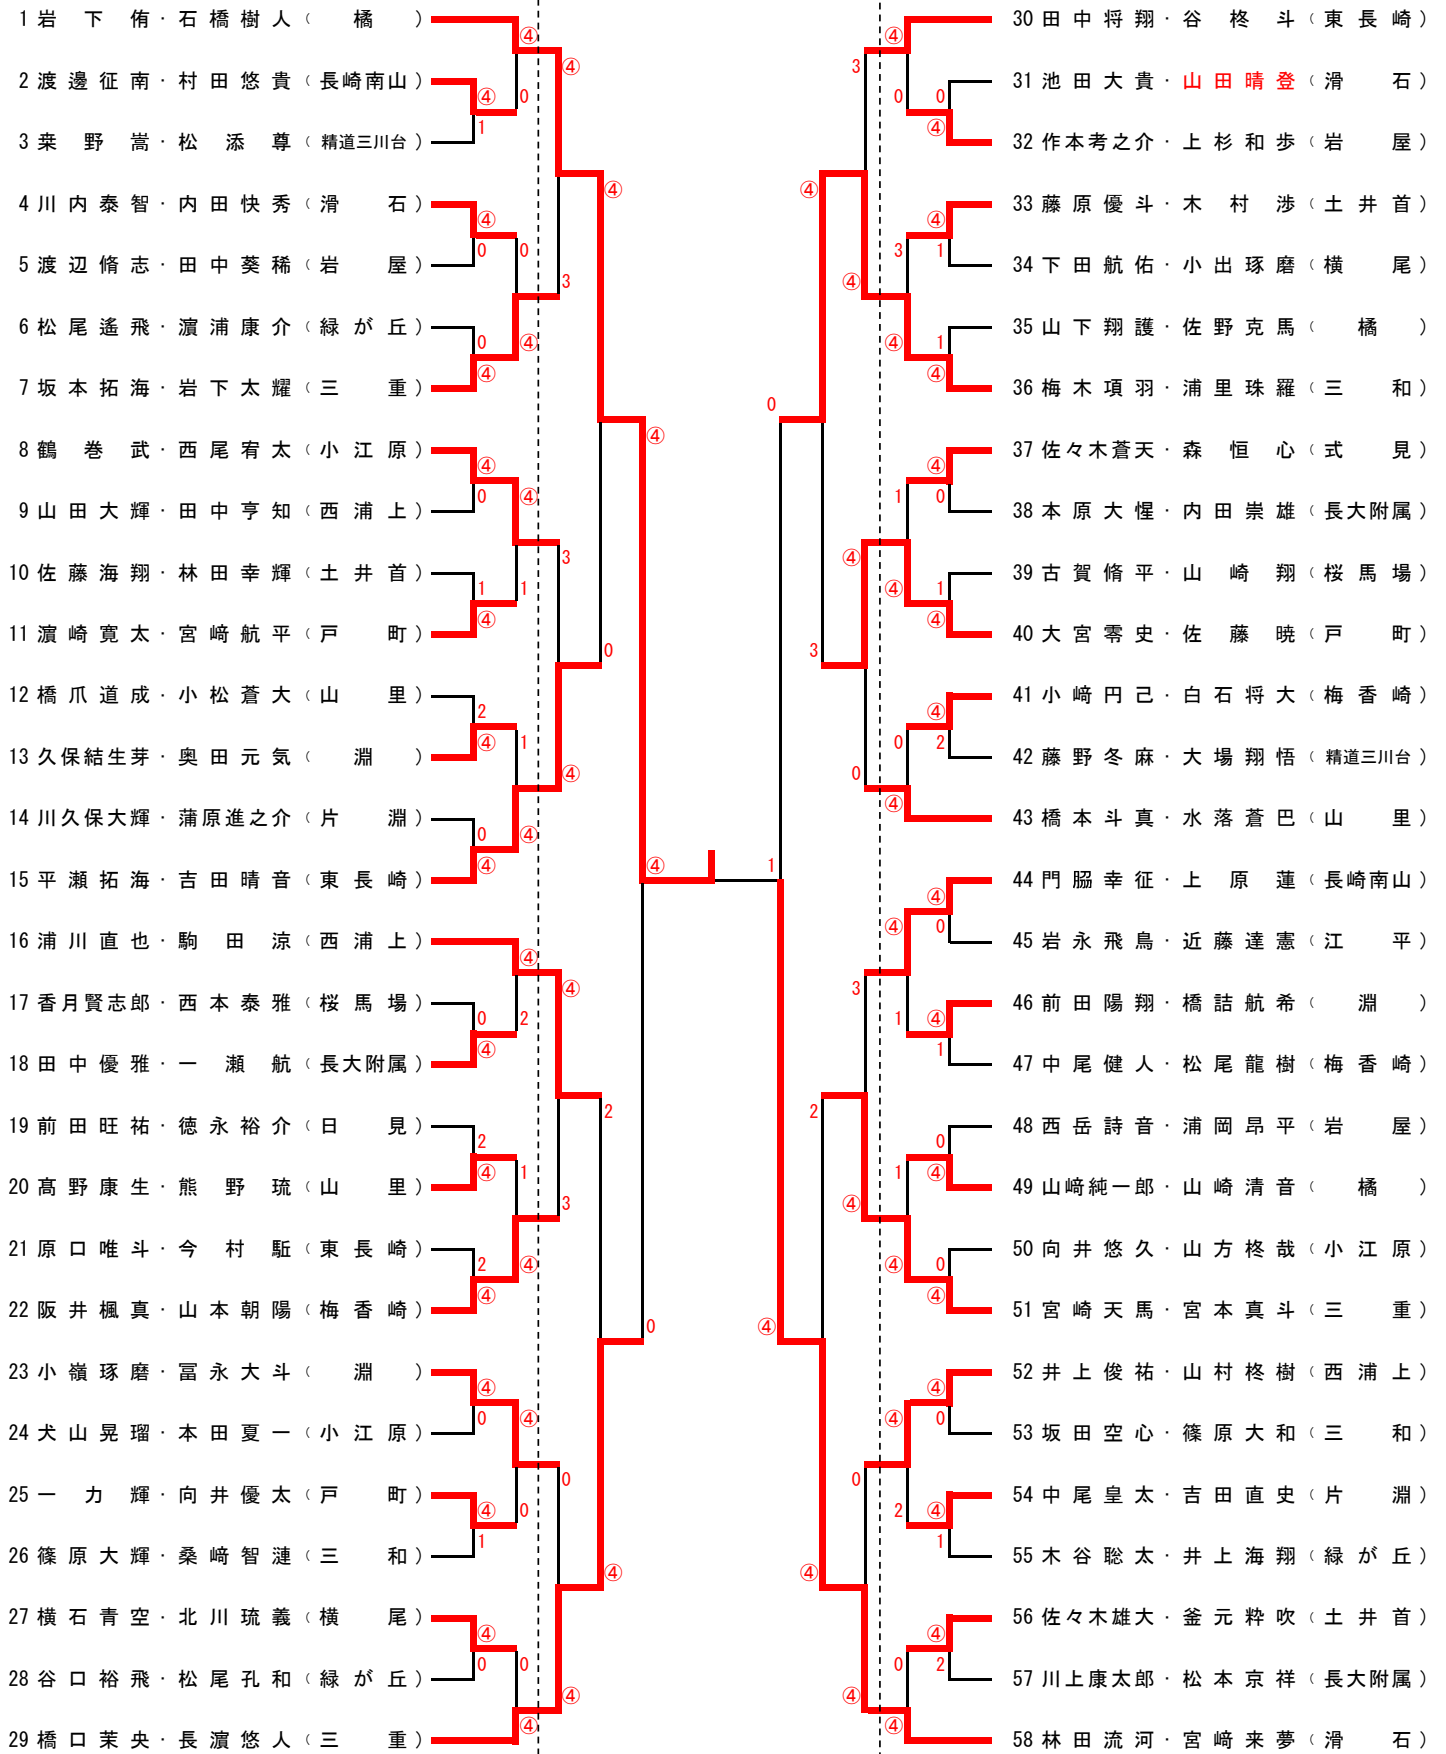 1 岩下侑・石橋樹人（橘）
2 渡邊征南・村田悠貴（長崎南山）
3 桒野嵩・松添尊（精道三川台）
4 川内泰智・内田快秀（滑石）
5 渡辺脩志・田中葵稀（岩屋）
6 松尾遙飛・濵浦康介（緑が丘）
7 坂本拓海・岩下太耀（三重）
8 鶴巻武・西尾宥太（小江原）
9 山田大輝・田中亨知（西浦上）
10 佐藤海翔・林田幸輝（土井首）
11 濵崎寛太・宮﨑航平（戸町）
12 橋爪道成・小松蒼大（山里）
13 久保結生芽・奥田元気（淵）
14 川久保大輝・蒲原進之介（片淵）
15 平瀬拓海・吉田晴音（東長崎）
16 浦川直也・駒田涼（西浦上）
17 香月賢志郎・西本泰雅（桜馬場）
18 田中優雅・一瀬航（長大附属）
19 前田旺祐・徳永裕介（日見）
20 髙野康生・熊野琉（山里）
21 原口唯斗・今村駈（東長崎）
22 阪井楓真・山本朝陽（梅香崎）
23 小嶺琢磨・冨永大斗（淵）
24 犬山晃瑠・本田夏一（小江原）
25 一力輝・向井優太（戸町）
26 篠原大輝・桑﨑智漣（三和）
27 横石青空・北川琉義（横尾）
28 谷口裕飛・松尾孔和（緑が丘）
29 橋口茉央・長濵悠人（三重）
30 田中将翔・谷柊斗（東長崎）
31 池田大貴・山田晴登（滑石）
32 作本考之介・上杉和歩（岩屋）
33 藤原優斗・木村渉（土井首）
34 下田航佑・小出琢磨（横尾）
35 山下翔護・佐野克馬（橘）
36 梅木項羽・浦里珠羅（三和）
37 佐々木蒼天・森恒心（式見）
38 本原大惺・内田崇雄（長大附属）
39 古賀脩平・山崎翔（桜馬場）
40 大宮零史・佐藤暁（戸町）
41 小﨑円己・白石将大（梅香崎）
42 藤野冬麻・大場翔悟（精道三川台）
43 橋本斗真・水落蒼巴（山里）
44 門脇幸征・上原蓮（長崎南山）
45 岩永飛鳥・近藤達憲（江平）
46 前田陽翔・橋詰航希（淵）
47 中尾健人・松尾龍樹（梅香崎）
48 西岳詩音・浦岡昂平（岩屋）
49 山﨑純一郎・山崎清音（橘）
50 向井悠久・山方柊哉（小江原）
51 宮崎天馬・宮本真斗（三重）
52 井上俊祐・山村柊樹（西浦上）
53 坂田空心・篠原大和（三和）
54 中尾皇太・吉田直史（片淵）
55 木谷聡太・井上海翔（緑が丘）
56 佐々木雄大・釜元粋吹（土井首）
57 川上康太郎・松本京祥（長大附属）
58 林田流河・宮﨑来夢（滑石）